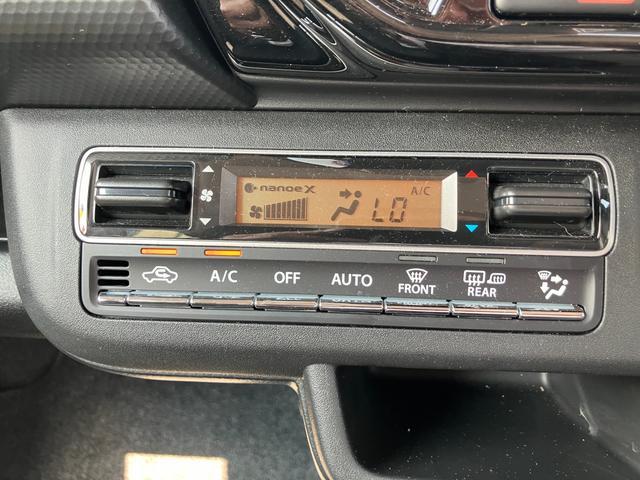 nanoe X
A/C
LO
A/C
OFF
AUTO
FRONT
REAR